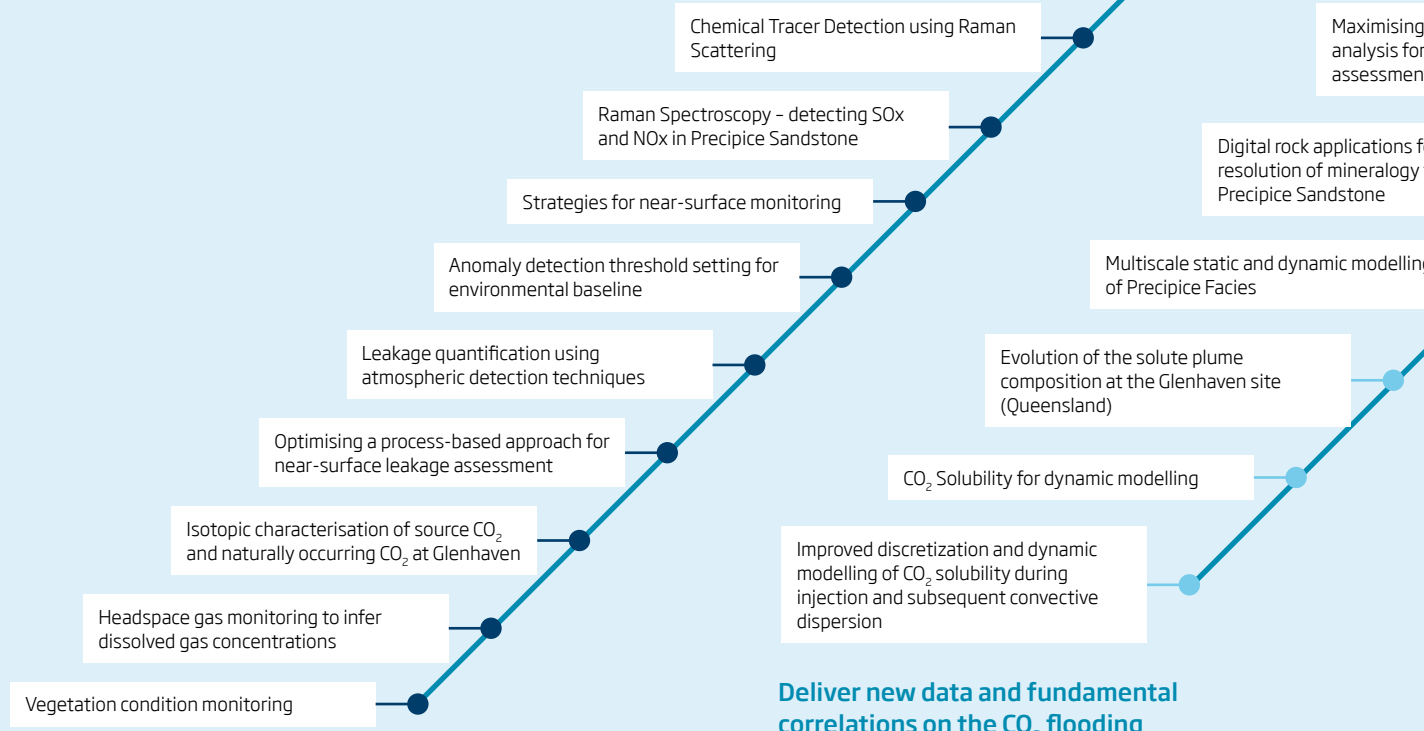 Chemical Tracer Detection using Raman
Scattering
Raman Spectroscopy – detecting SOx
and NOx in Precipice Sandstone
Strategies for near-surface monitoring
Anomaly detection threshold setting for
environmental baseline
Leakage quantification using
atmospheric detection techniques
Optimising a process-based approach for
near-surface leakage assessment
Isotopic characterisation of source CO₂
and naturally occurring CO₂ at Glenhaven
Headspace gas monitoring to infer
dissolved gas concentrations
Vegetation condition monitoring
Maximising
analysis for
Digital rock applications
resolution of mineralogy
Precipice Sandstone
Multiscale static and dynamic modelling
of Precipice Facies
Evolution of the solute plume
composition at the Glenhaven site
(Queensland)
CO₂ Solubility for dynamic modelling
Improved discretization and dynamic
modelling of CO₂ solubility during
injection and subsequent convective
dispersion
Deliver new data and fundamental
correlations on the CO₂ flooding